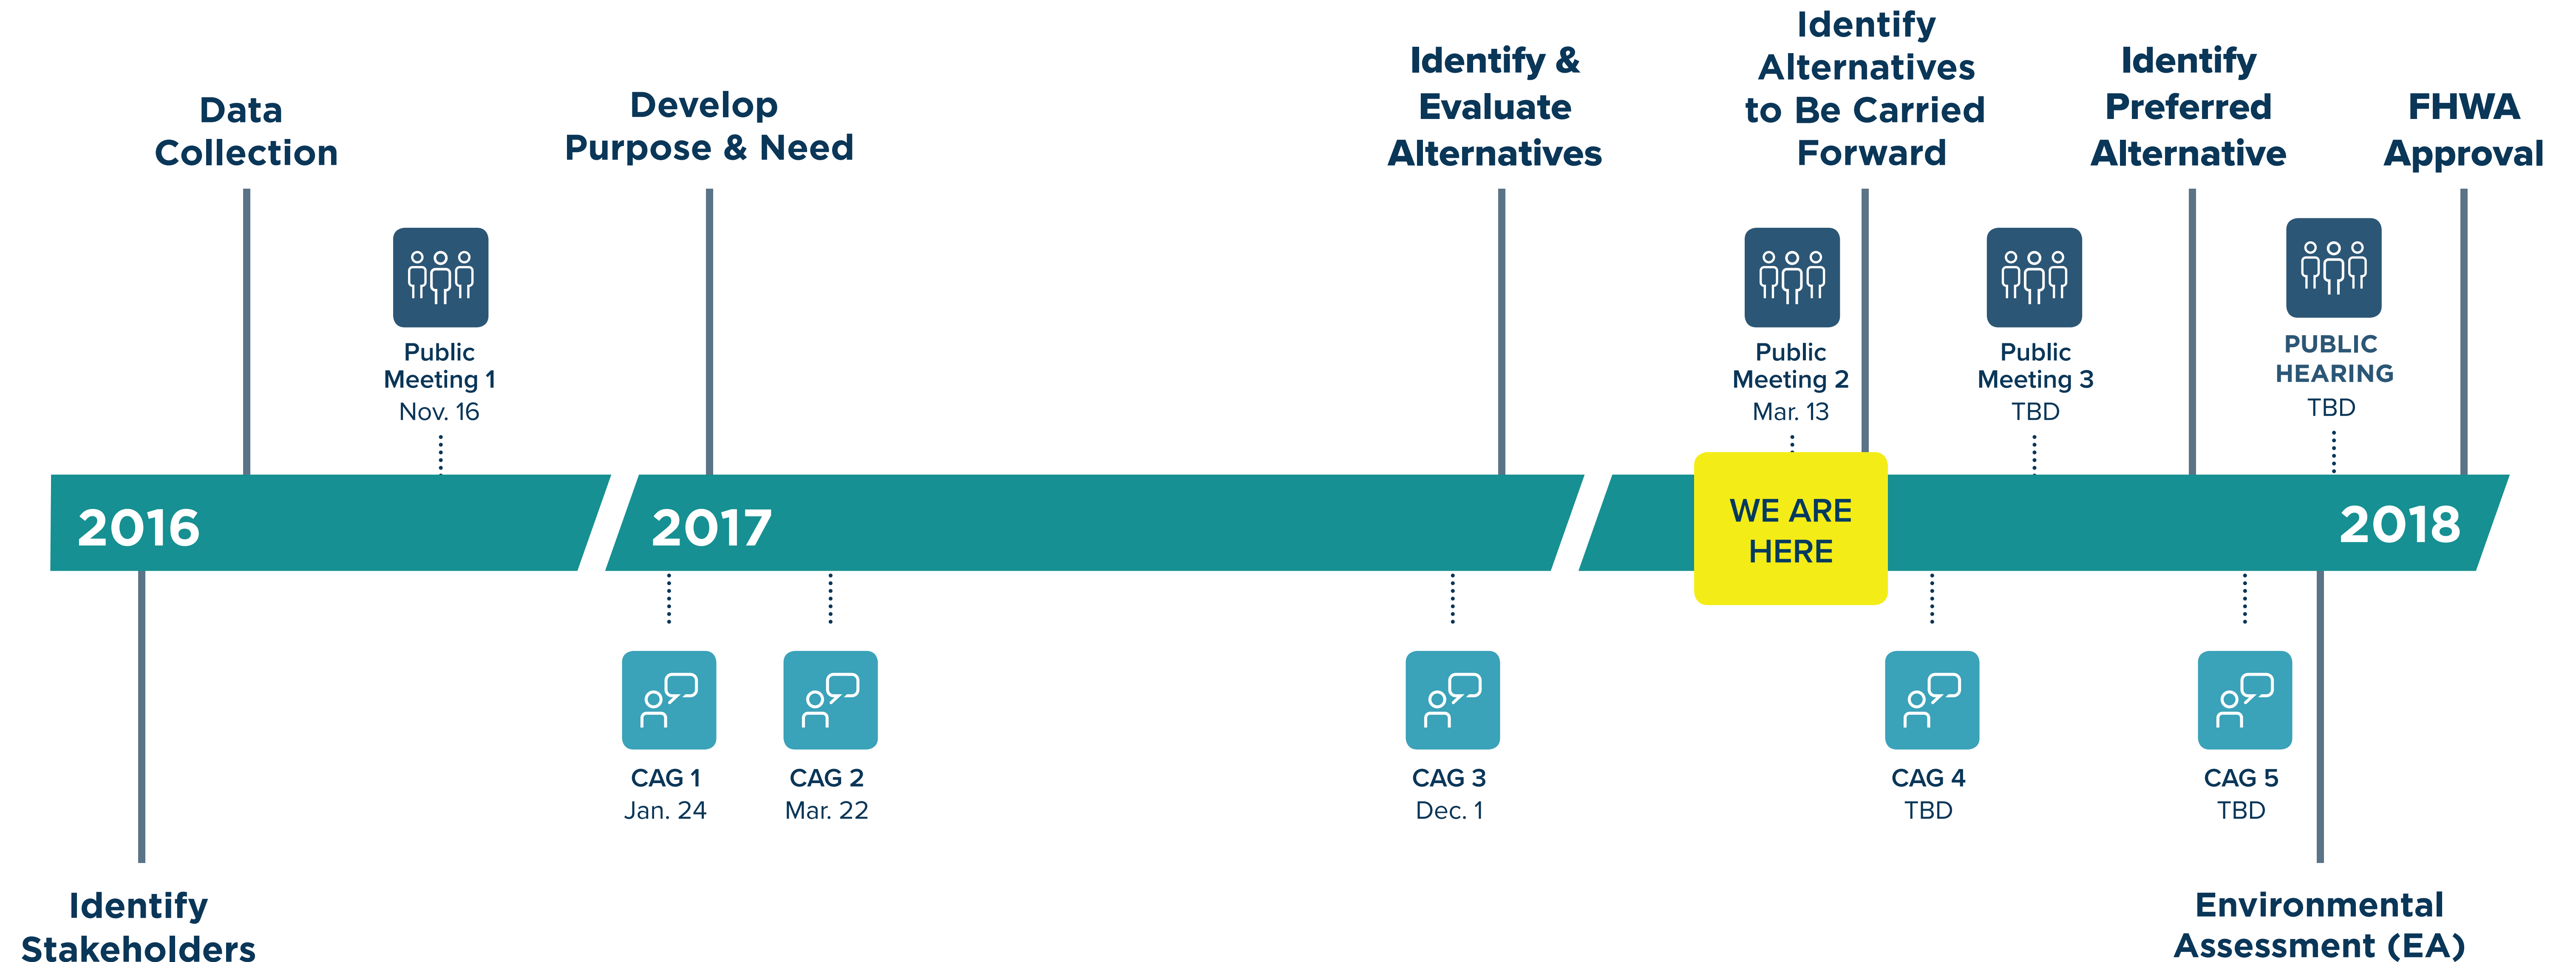 Data
Collection
Develop
Purpose & Need
Identify &
Evaluate
Alternatives
Identify
Alternatives
to Be Carried
Forward
Identify
Preferred
Alternative
FHWA
Approval
Public
Meeting 1
Nov. 16
Public
Meeting 2
Mar. 13
Public
Meeting 3
TBD
PUBLIC
HEARING
TBD
2016
2017
WE ARE
HERE
2018
CAG 1
Jan. 24
CAG 2
Mar. 22
CAG 3
Dec. 1
CAG 4
TBD
CAG 5
TBD
Identify
Stakeholders
Environmental
Assessment (EA)